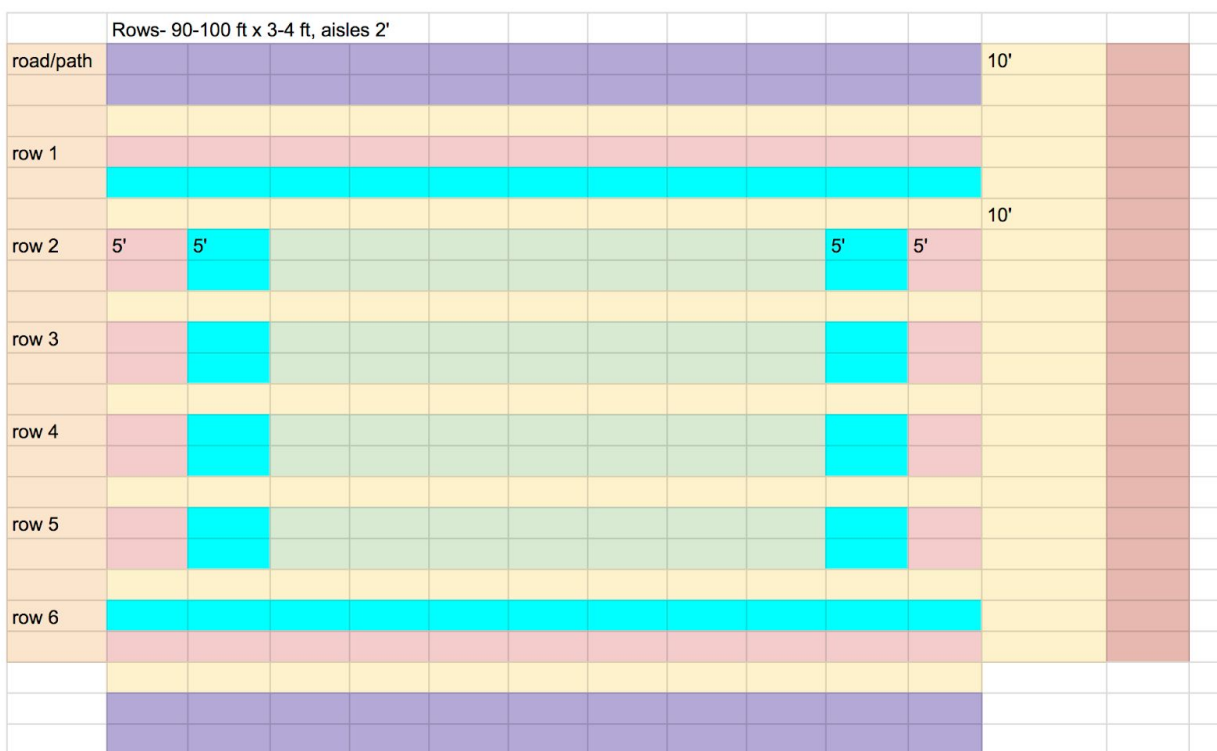 Rows- 90-100 ft x 3-4 ft, aisles 2'
road/path 10'
row 1
10'
row 2 5' 5' 5' 5'
row 3
row 4
row 5
row 6